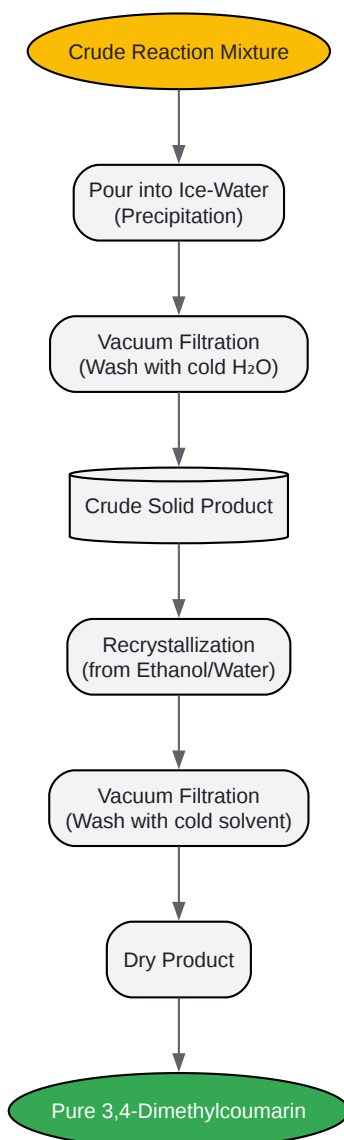 Crude Reaction Mixture
Pour into Ice-Water
(Precipitation)
Vacuum Filtration
(Wash with cold H₂O)
Crude Solid Product
Recrystallization
(from Ethanol/Water)
Vacuum Filtration
(Wash with cold solvent)
Dry Product
Pure 3,4-Dimethylcoumarin